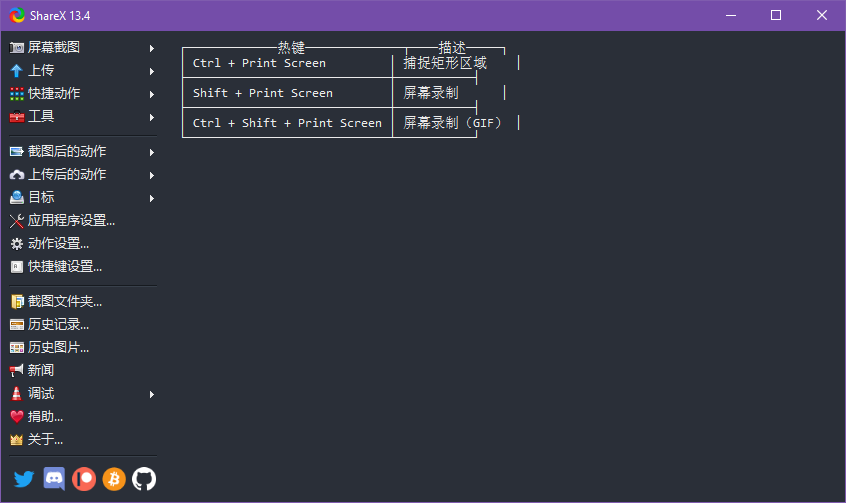 ShareX 13.4
屏幕截图
上传
快捷动作
工具
截图后的动作
上传后的动作
目标
应用程序设置...
动作设置...
快捷键设置...
截图文件夹...
历史记录...
历史图片...
新闻
调试
捐助...
关于...
热键 描述
Ctrl + Print Screen 捕捉矩形区域
Shift + Print Screen 屏幕录制
Ctrl + Shift + Print Screen 屏幕录制（GIF）